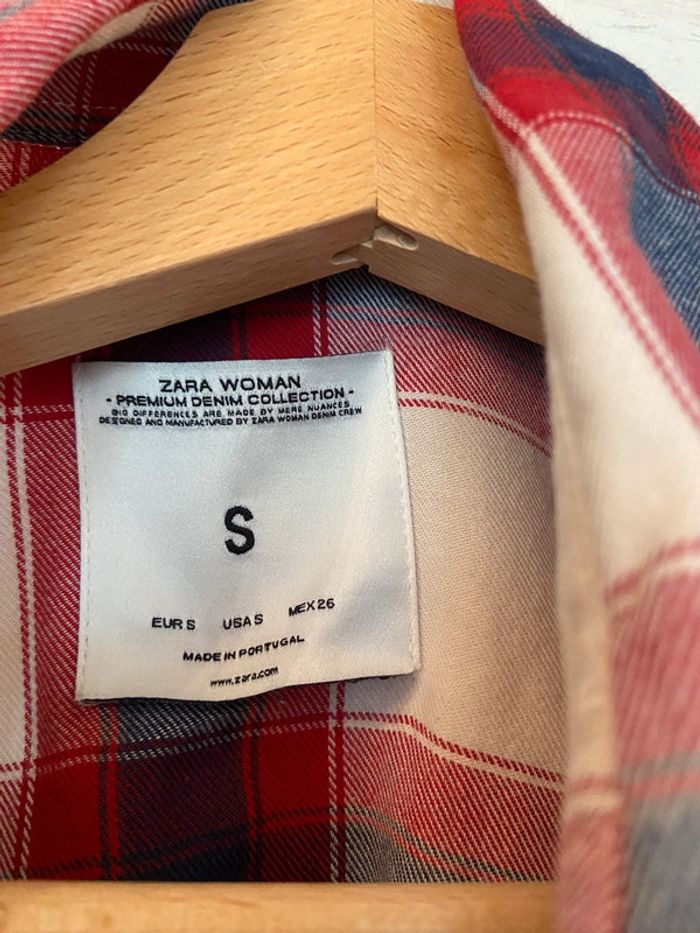 ZARA WOMAN
- PREMIUM DENIM COLLECTION -
BIG DIFFERENCES ARE MADE BY MERE NUANCES
DESIGNED AND MANUFACTURED BY ZARA WOMAN DENIM CREW
S
EUR S USA S MEX 26
MADE IN PORTUGAL
www.zara.com